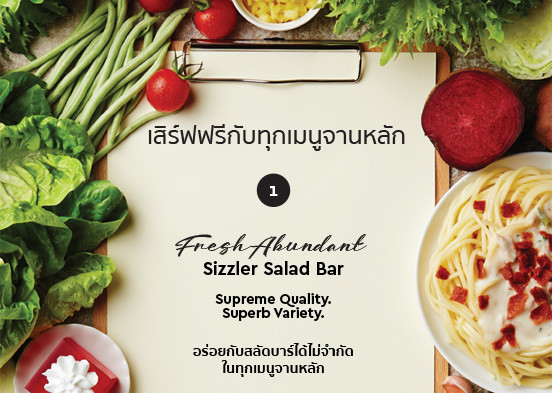 เสิร์ฟฟรีกับทุกเมนูจานหลัก
1
Fresh Abundant
Sizzler Salad Bar
Supreme Quality.
Superb Variety.
อร่อยกับสลัดบาร์ได้ไม่จำกัด
ในทุกเมนูจานหลัก